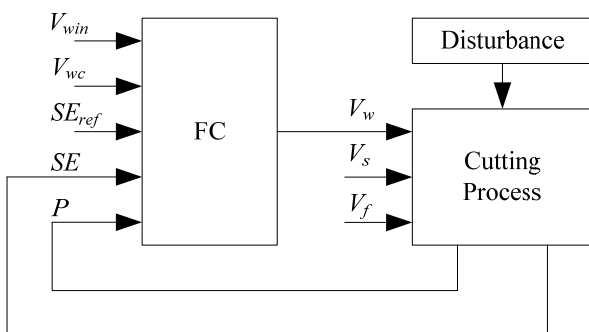 V_win
V_wc
SE_ref
SE
P
FC
V_w
V_s
V_f
Disturbance
Cutting
Process